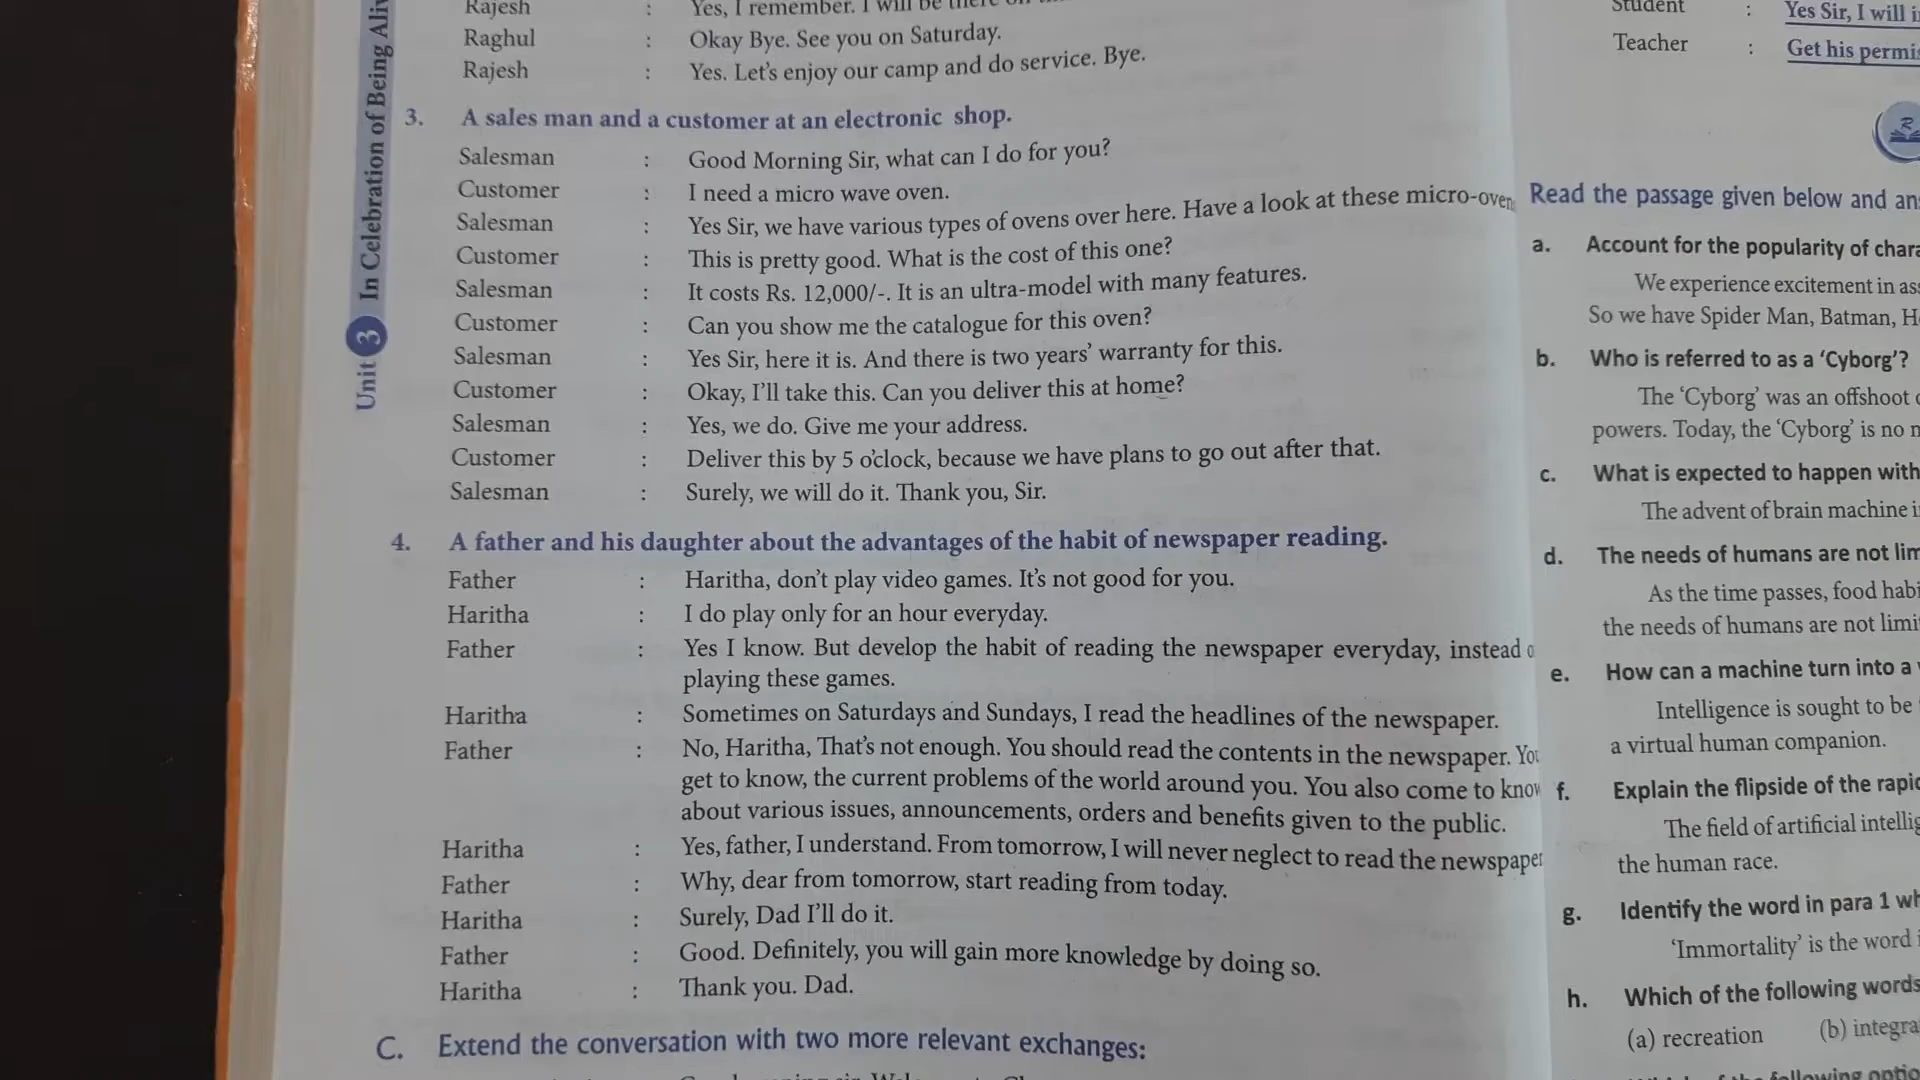 Unit 3 In Celebration of Being
Rajesh : Yes, I remember. I will be there on
Raghul : Okay Bye. See you on Saturday.
Rajesh : Yes. Let's enjoy our camp and do service. Bye.
3. A sales man and a customer at an electronic shop.
Salesman : Good Morning Sir, what can I do for you?
Customer : I need a micro wave oven.
Salesman : Yes Sir, we have various types of ovens over here. Have a look at these
Customer : This is pretty good. What is the cost of this one?
Salesman : It costs Rs. 12,000/-. It is an ultra-model with many features.
Customer : Can you show me the catalogue for this oven?
Salesman : Yes Sir, here it is. And there is two years' warranty for this.
Customer : Okay, I'll take this. Can you deliver this at home?
Salesman : Yes, we do. Give me your address.
Customer : Deliver this by 5 o'clock, because we have plans to go out after that.
Salesman : Surely, we will do it. Thank you, Sir.
4. A father and his daughter about the advantages of the habit of newspaper reading.
Father : Haritha, don't play video games. It's not good for you.
Haritha : I do play only for an hour everyday.
Father : Yes I know. But develop the habit of reading the newspaper everyday, instead
playing these games.
Haritha : Sometimes on Saturdays and Sundays, I read the headlines of the newspaper.
Father : No, Haritha, That's not enough. You should read the contents in the newspaper.
get to know, the current problems of the world around you. You also come to
about various issues, announcements, orders and benefits given to the public.
Haritha : Yes, father, I understand. From tomorrow, I will never neglect to read the
Father : Why, dear from tomorrow, start reading from today.
Haritha : Surely, Dad I'll do it.
Father : Good. Definitely, you will gain more knowledge by doing so.
Haritha : Thank you. Dad.
C. Extend the conversation with two more relevant exchanges:
Student : Yes Sir, I will
Teacher : Get his
Read the passage given below and
a. Account for the popularity of
We experience excitement in
So we have Spider Man, Batman,
b. Who is referred to as a 'Cyborg'?
The 'Cyborg' was an offshoot
powers. Today, the 'Cyborg' is no
c. What is expected to happen with
The advent of brain machine
d. The needs of humans are not
As the time passes, food
the needs of humans are not
e. How can a machine turn into a
Intelligence is sought to be
a virtual human companion.
f. Explain the flipside of the
The field of artificial
the human race.
g. Identify the word in para 1
'Immortality' is the word
h. Which of the following words
(a) recreation (b)